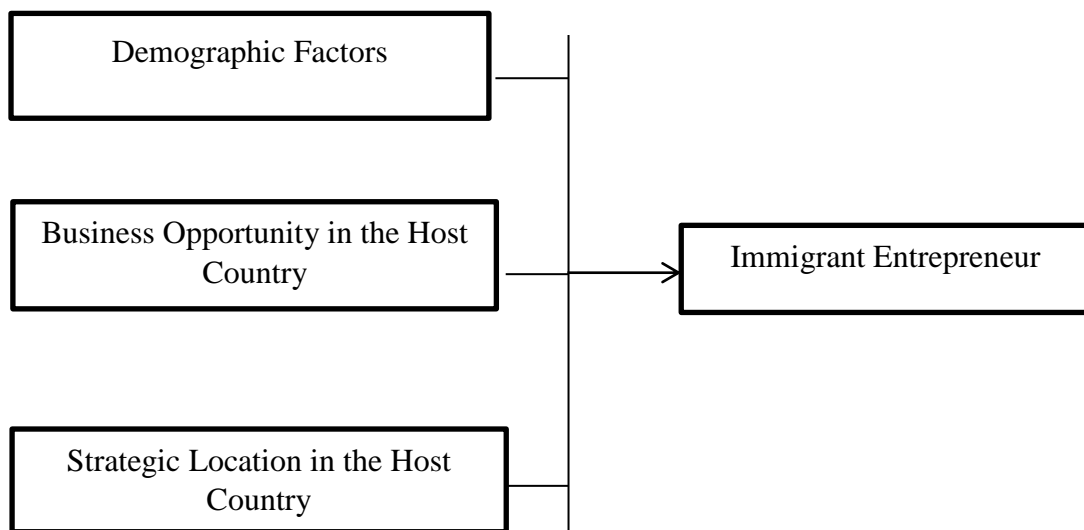 Demographic Factors
Business Opportunity in the Host
Country
Immigrant Entrepreneur
Strategic Location in the Host
Country